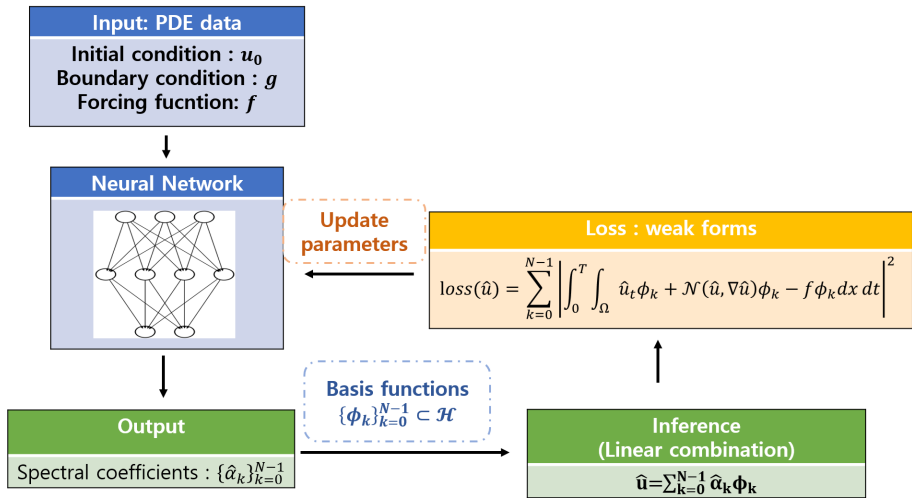 Input: PDE data
Initial condition : u₀
Boundary condition : g
Forcing fucntion: f
Neural Network
Update
parameters
Loss : weak forms
loss(û) = ∑_{k=0}^{N-1} |∫_0^T ∫_Ω û_t ϕ_k + 𝒩(û, ∇û)ϕ_k − fϕ_k dx dt|²
Output
Spectral coefficients : {α̂_k}_{k=0}^{N-1}
Basis functions
{ϕ_k}_{k=0}^{N-1} ⊂ ℋ
Inference
(Linear combination)
û=∑_{k=0}^{N-1} α̂_k ϕ_k